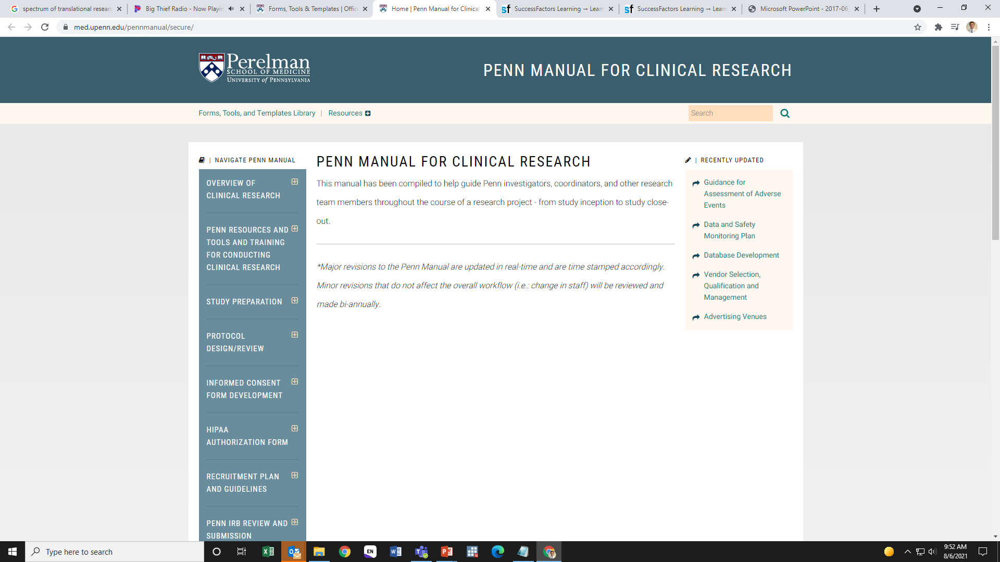 spectrum of translational researc
Big Thief Radio - Now Playin
Forms, Tools & Templates | Offic
Home | Penn Manual for Clinical
SuccessFactors Learning → Learn
SuccessFactors Learning → Learn
Microsoft PowerPoint - 2017-06_
med.upenn.edu/pennmanual/secure/
Perelman
SCHOOL OF MEDICINE
UNIVERSITY of PENNSYLVANIA
PENN MANUAL FOR CLINICAL RESEARCH
Forms, Tools, and Templates Library | Resources
Search
| NAVIGATE PENN MANUAL
OVERVIEW OF
CLINICAL RESEARCH
PENN RESOURCES AND
TOOLS AND TRAINING
FOR CONDUCTING
CLINICAL RESEARCH
STUDY PREPARATION
PROTOCOL
DESIGN/REVIEW
INFORMED CONSENT
FORM DEVELOPMENT
HIPAA
AUTHORIZATION FORM
RECRUITMENT PLAN
AND GUIDELINES
PENN IRB REVIEW AND
SUBMISSION
PENN MANUAL FOR CLINICAL RESEARCH
This manual has been compiled to help guide Penn investigators, coordinators, and other research
team members throughout the course of a research project - from study inception to study close-
out.
*Major revisions to the Penn Manual are updated in real-time and are time stamped accordingly.
Minor revisions that do not affect the overall workflow (i.e.: change in staff) will be reviewed and
made bi-annually.
| RECENTLY UPDATED
Guidance for
Assessment of Adverse
Events
Data and Safety
Monitoring Plan
Database Development
Vendor Selection,
Qualification and
Management
Advertising Venues
Type here to search
EN
9:52 AM
8/6/2021